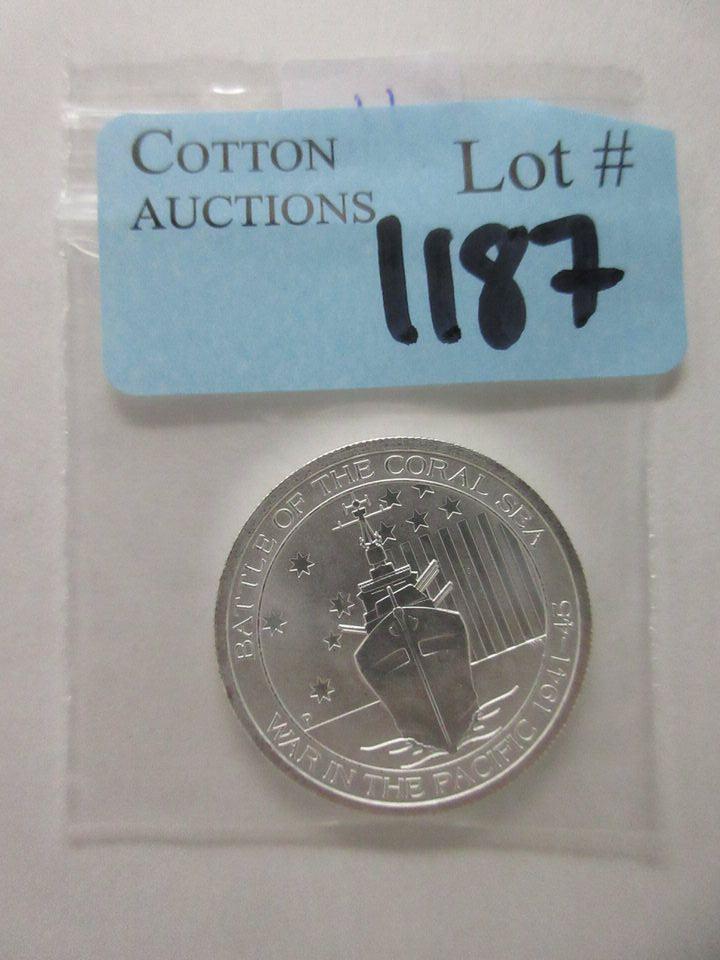 COTTON
AUCTIONS
Lot #
1187
BATTLE OF THE CORAL SEA
WAR IN THE PACIFIC 1941-45
P